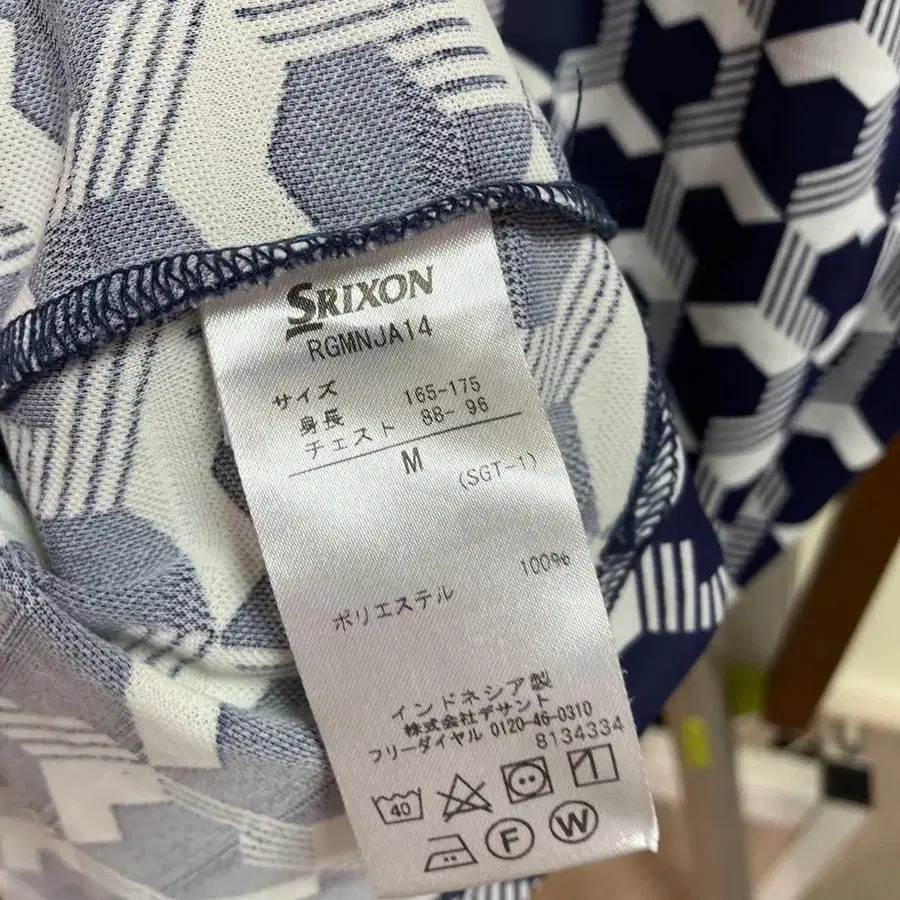 SRIXON
RGMNJA14
サイズ
身長 165-175
チェスト 88- 96
M
(SGT-1)
ポリエステル 100%
インドネシア製
株式会社デサント
フリーダイヤル 0120-46-0310
8134334
40
F W